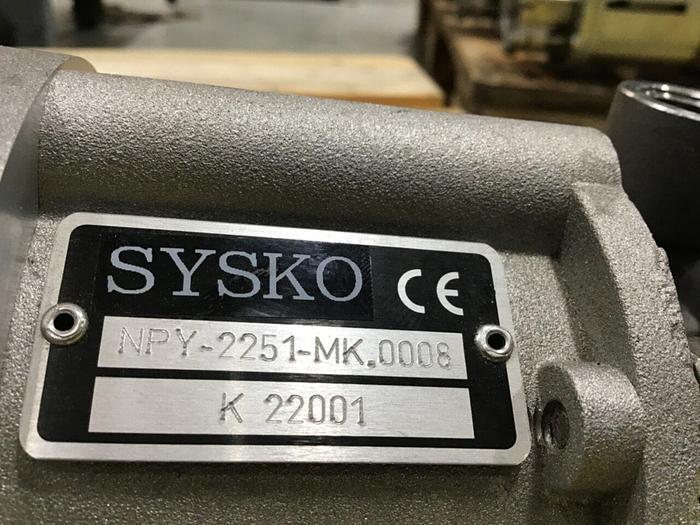 SYSKO CE
NPY-2251-MK.0008
K 22001